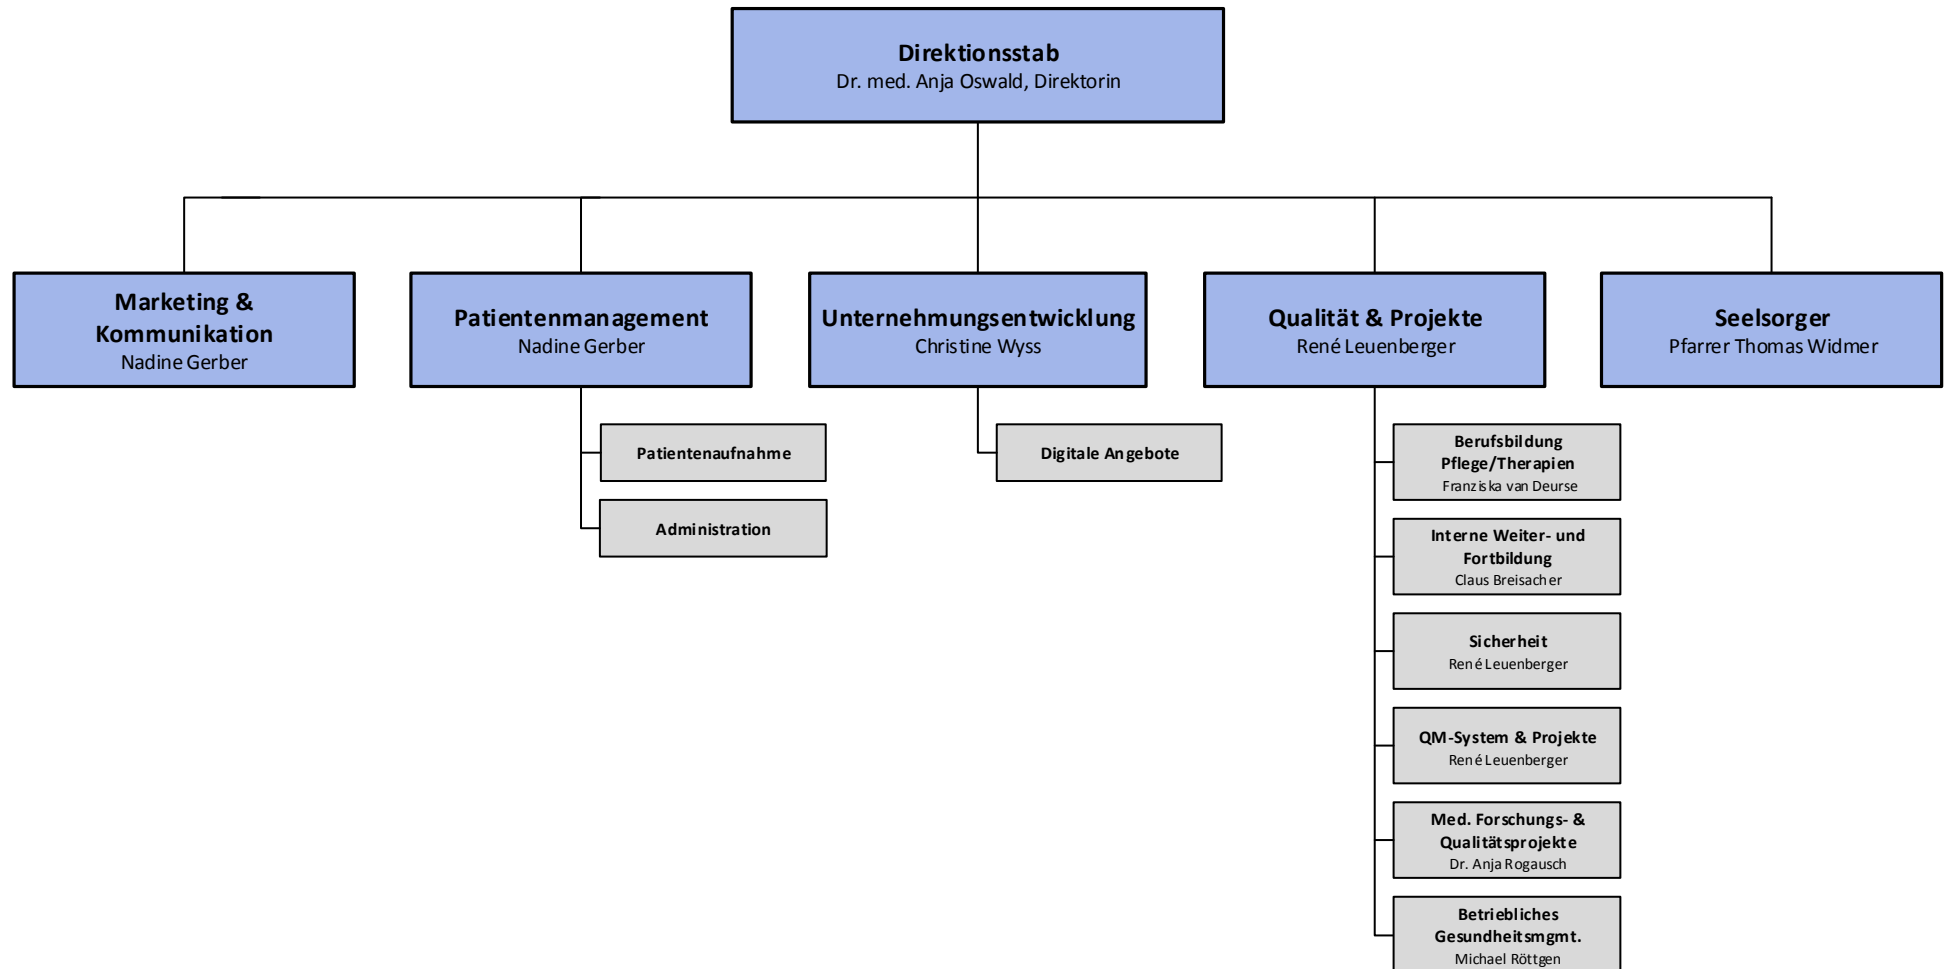 Direktionsstab
Dr. med. Anja Oswald, Direktorin
Marketing &
Kommunikation
Nadine Gerber
Patientenmanagement
Nadine Gerber
Unternehmungsentwicklung
Christine Wyss
Qualität & Projekte
René Leuenberger
Seelsorger
Pfarrer Thomas Widmer
Patientenaufnahme
Administration
Digitale Angebote
Berufsbildung
Pflege/Therapien
Franziska van Deurse
Interne Weiter- und
Fortbildung
Claus Breisacher
Sicherheit
René Leuenberger
QM-System & Projekte
René Leuenberger
Med. Forschungs- &
Qualitätsprojekte
Dr. Anja Rogausch
Betriebliches
Gesundheitsmgmt.
Michael Röttgen